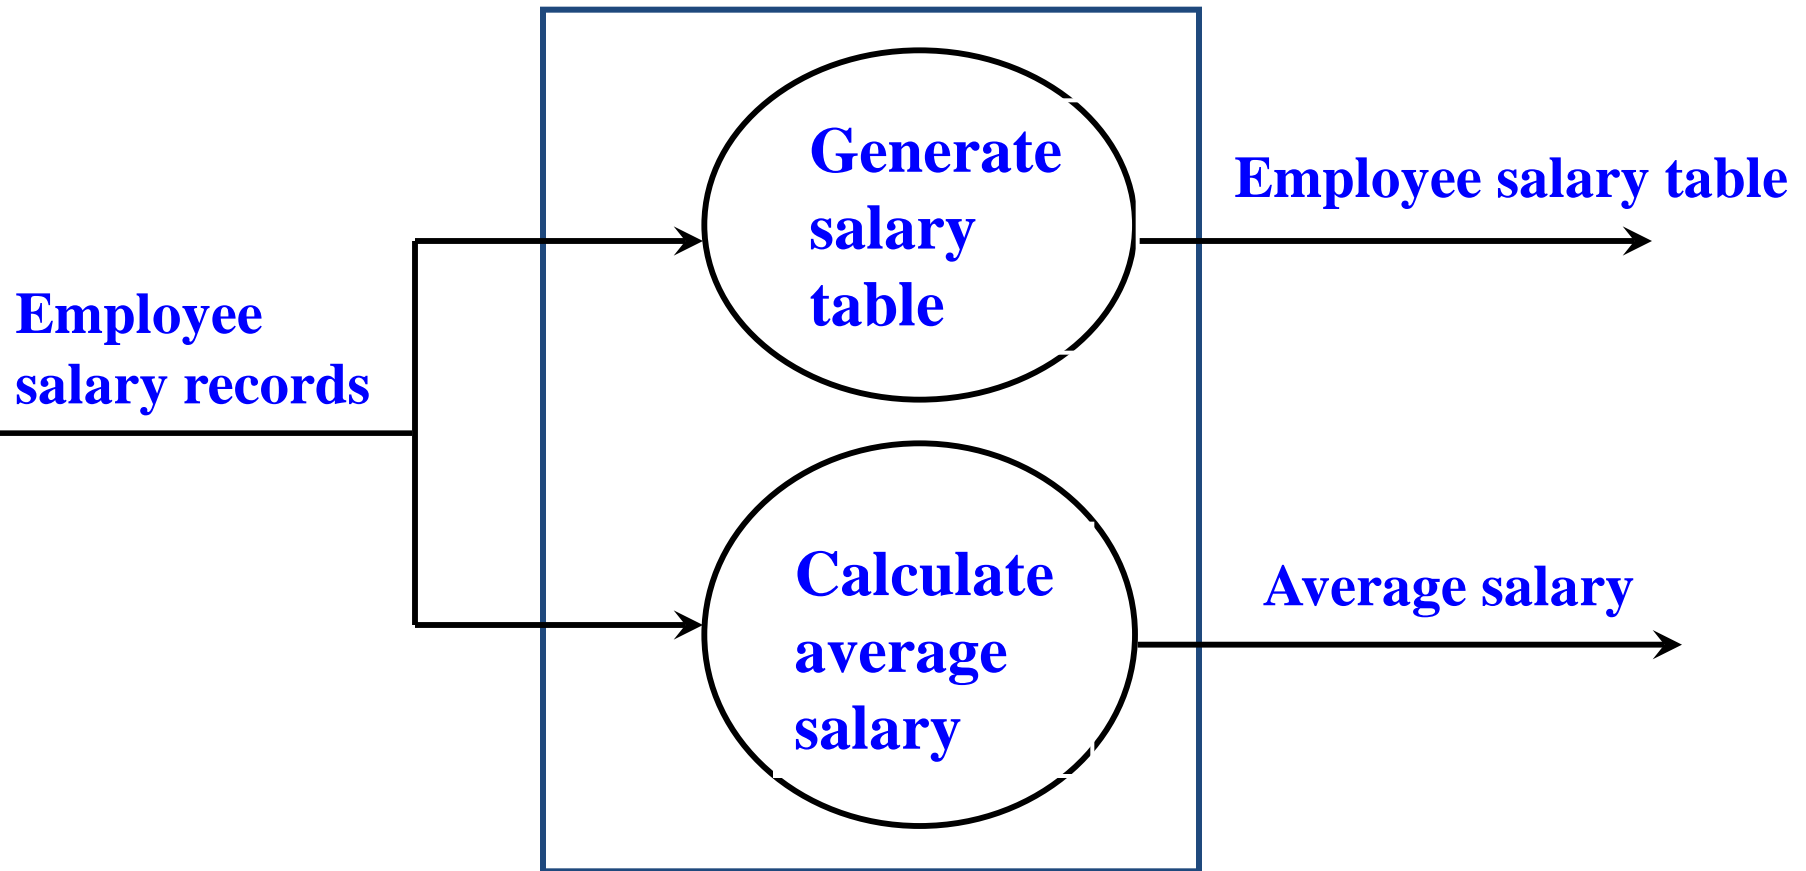 Generate
salary
table
Employee salary table
Employee
salary records
Calculate
average
salary
Average salary